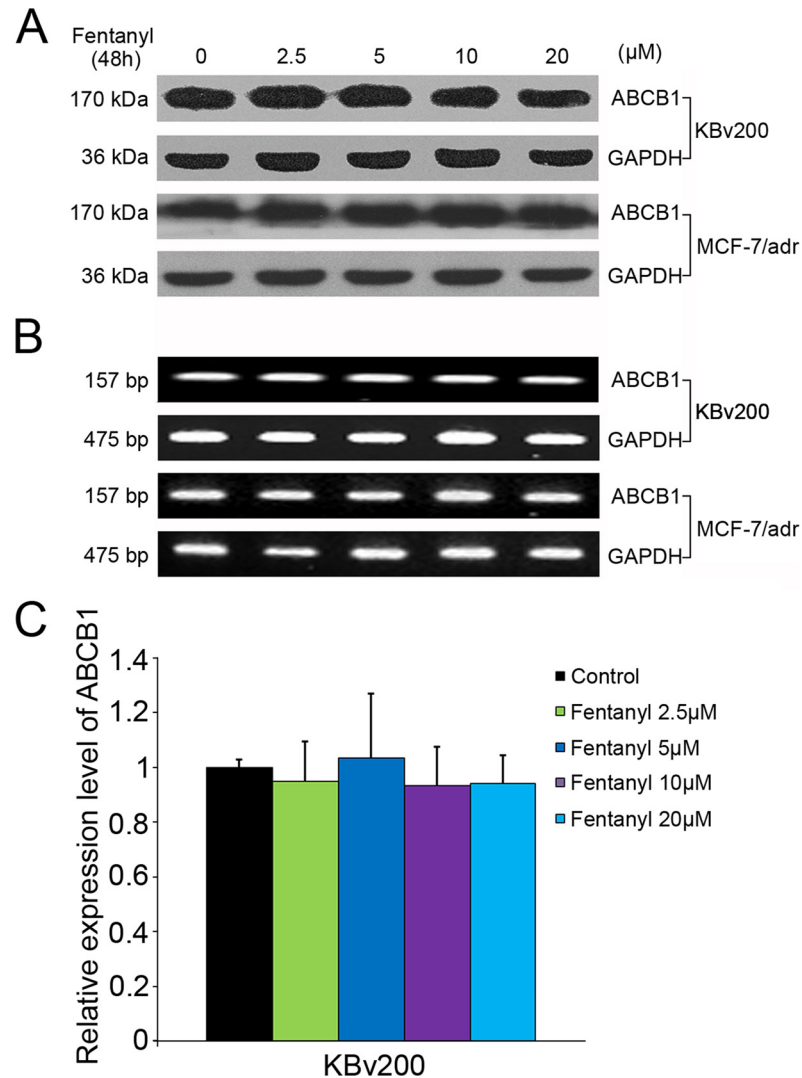 A
Fentanyl
(48h)
0 2.5 5 10 20 (µM)
170 kDa ABCB1
KBv200
36 kDa GAPDH
170 kDa ABCB1
MCF-7/adr
36 kDa GAPDH
B
157 bp ABCB1
KBv200
475 bp GAPDH
157 bp ABCB1
MCF-7/adr
475 bp GAPDH
C
Relative expression level of ABCB1
1.4
1.2
1
0.8
0.6
0.4
0.2
0
Control
Fentanyl 2.5µM
Fentanyl 5µM
Fentanyl 10µM
Fentanyl 20µM
KBv200